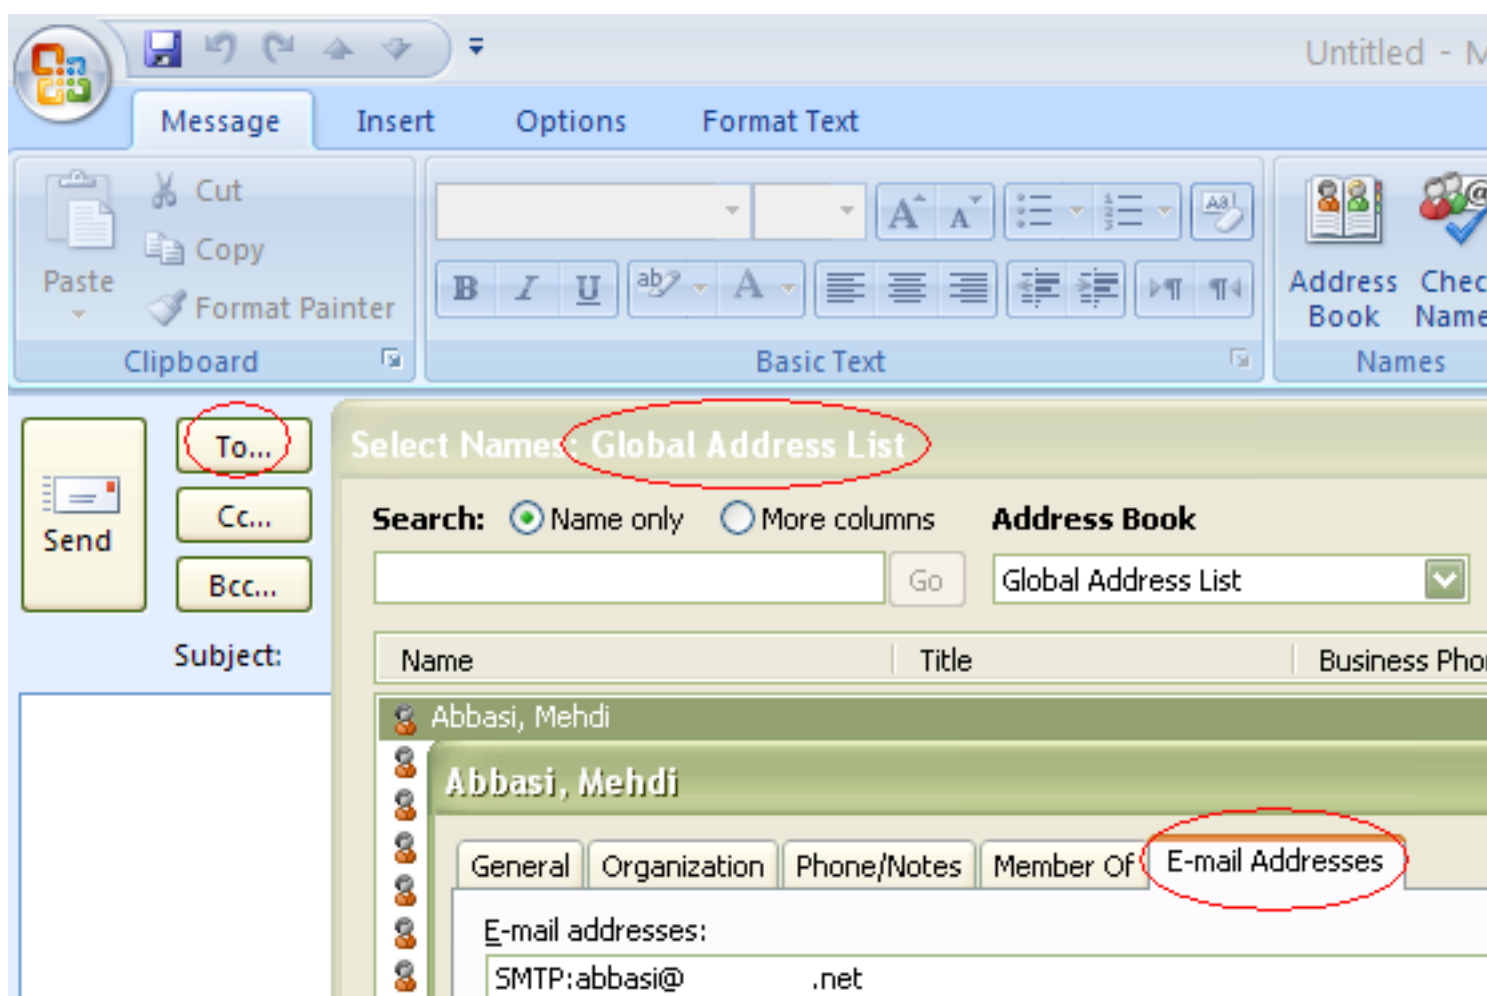 Untitled -
Message Insert Options Format Text
Cut
Copy
Paste
Format Painter
Address Book
Clipboard
Basic Text
Names
To...
Select Names: Global Address List
Cc...
Search: Name only More columns Address Book
Send
Bcc...
Go
Global Address List
Subject:
Name Title Business
Abbasi, Mehdi
Abbasi, Mehdi
General Organization Phone/Notes Member Of E-mail Addresses
E-mail addresses:
SMTP:abbasi@ .net